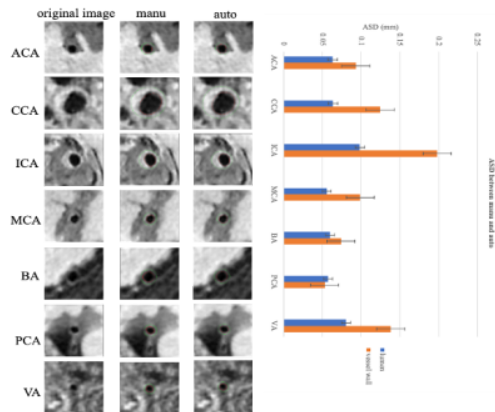 original image manu auto
ACA
CCA
ICA
MCA
BA
PCA
VA
ASD (mm)
0 0.05 0.1 0.15 0.2 0.25
ACA
CCA
ICA
MCA
BA
PCA
VA
ASD between manu and auto
lumen
vessel wall